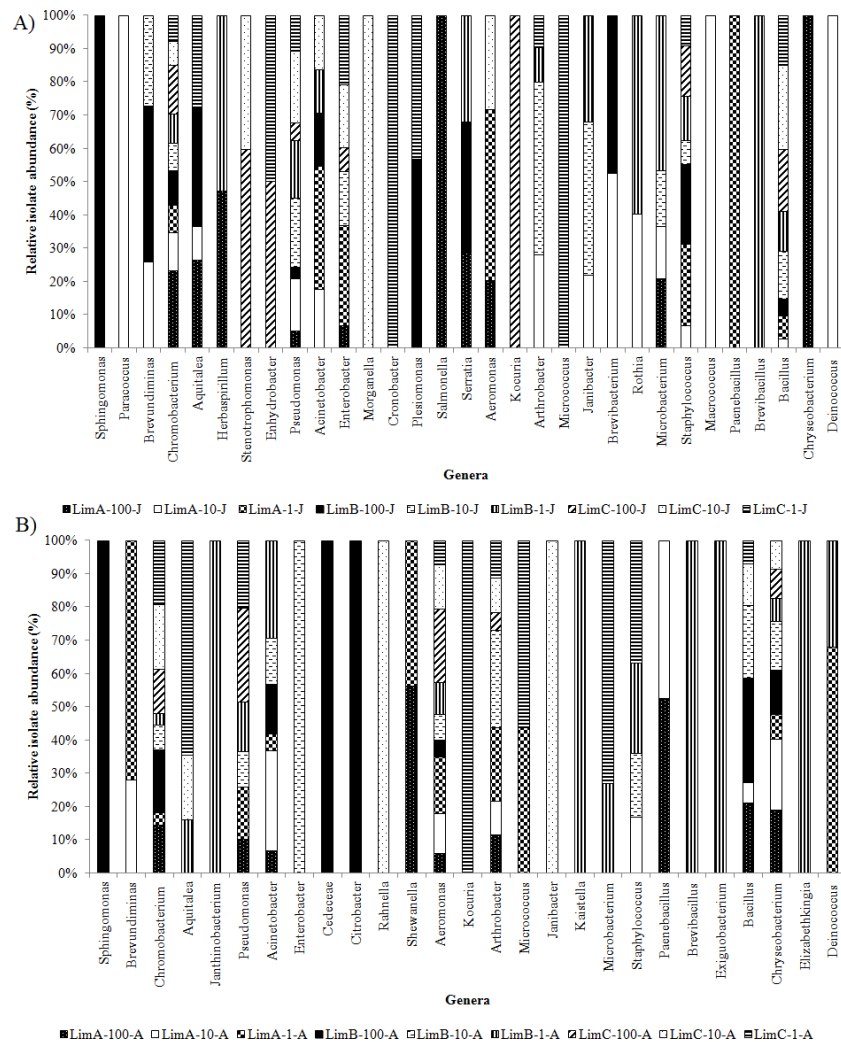 A)
Relative isolate abundance (%)
100%
90%
80%
70%
60%
50%
40%
30%
20%
10%
0%
Sphingomonas
Paracoccus
Brevundiminas
Chromobacterium
Aquitalea
Herbaspirillum
Stenotrophomonas
Enhydrobacter
Pseudomonas
Acinetobacter
Enterobacter
Morganella
Cronobacter
Plesiomonas
Salmonella
Serratia
Aeromonas
Kocuria
Arthrobacter
Micrococcus
Janibacter
Brevibacterium
Rothia
Microbacterium
Staphylococcus
Macrococcus
Paenebacillus
Brevibacillus
Bacillus
Chryseobacterium
Deinococcus
Genera
LimA-100-J LimA-10-J LimA-1-J LimB-100-J LimB-10-J LimB-1-J LimC-100-J LimC-10-J LimC-1-J
B)
Relative isolate abundance (%)
100%
90%
80%
70%
60%
50%
40%
30%
20%
10%
0%
Sphingomonas
Brevundiminas
Chromobacterium
Aquitalea
Janthinobacterium
Pseudomonas
Acinetobacter
Enterobacter
Cedeceae
Citrobacter
Rahnella
Shewanella
Aeromonas
Kocuria
Arthrobacter
Micrococcus
Janibacter
Kaistella
Microbacterium
Staphylococcus
Paenebacillus
Brevibacillus
Exiguobacterium
Bacillus
Chryseobacterium
Elizabethkingia
Deinococcus
Genera
LimA-100-A LimA-10-A LimA-1-A LimB-100-A LimB-10-A LimB-1-A LimC-100-A LimC-10-A LimC-1-A